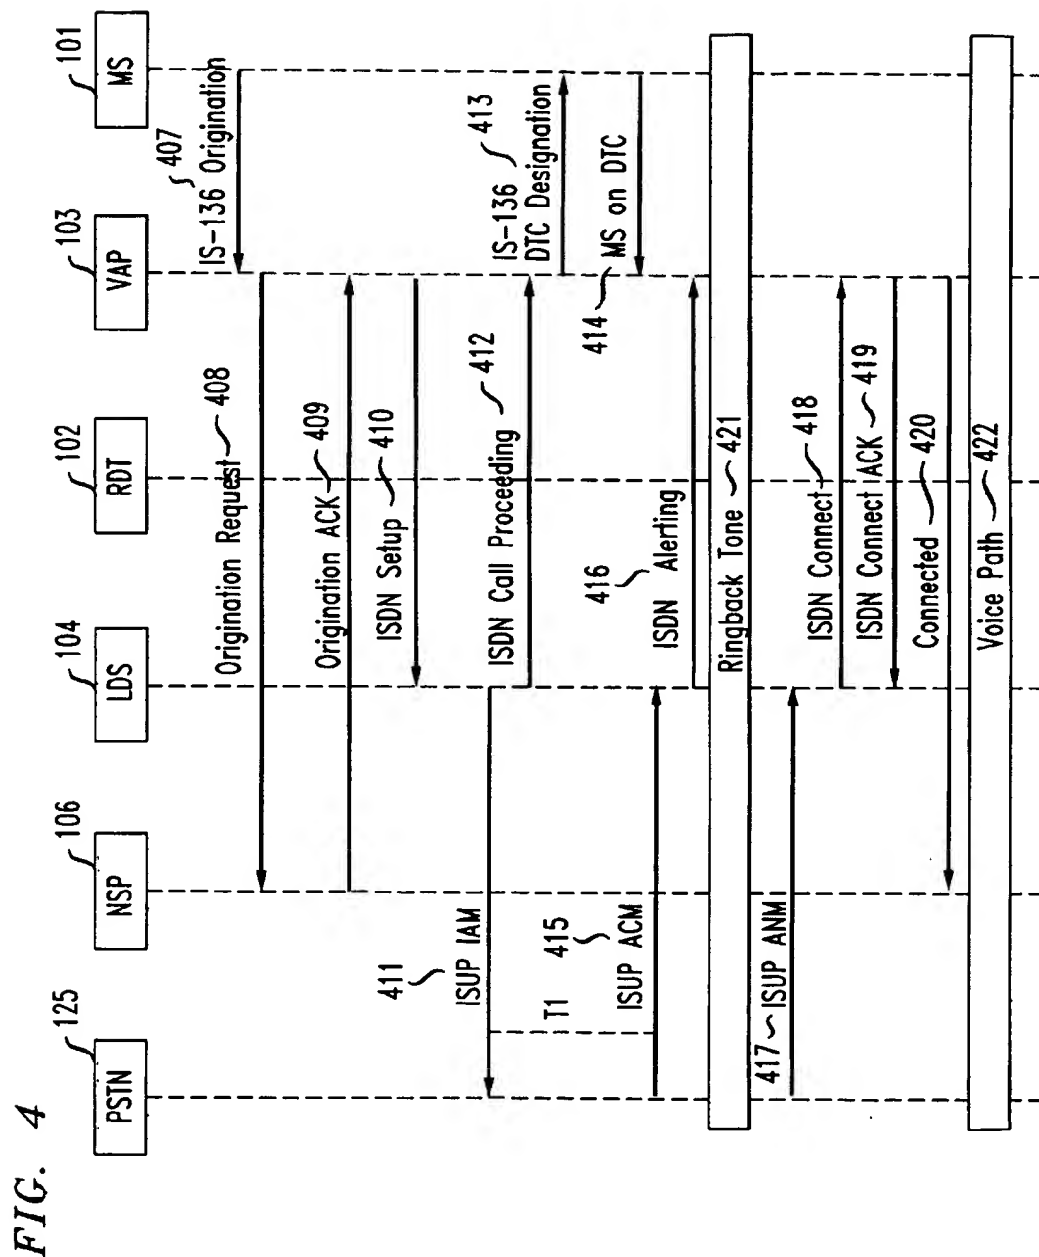 FIG. 4
PSTN
125
NSP
106
LDS
104
RDT
102
VAP
103
MS
101
407
IS-136 Origination
Origination Request 408
Origination ACK 409
ISDN Setup 410
411
ISUP IAM
ISDN Call Proceeding 412
IS-136 413
DTC Designation
T1
414 MS on DTC
415
ISUP ACM
416
ISDN Alerting
Ringback Tone 421
417 ISUP ANM
ISDN Connect 418
ISDN Connect ACK 419
Connected 420
Voice Path 422